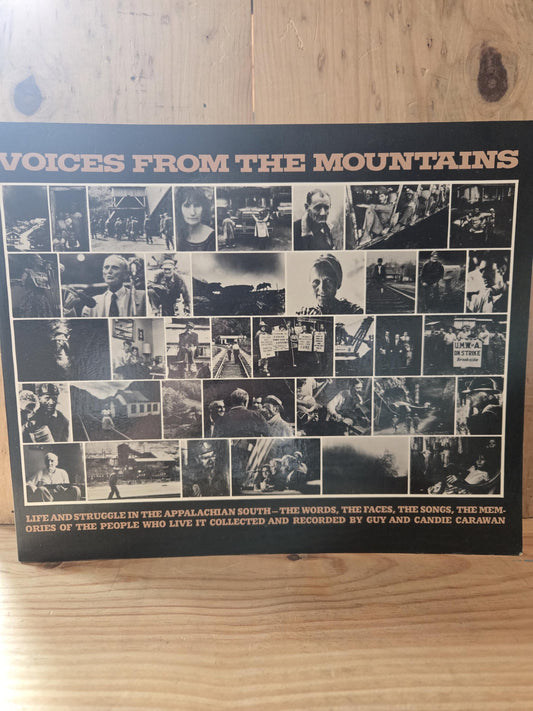 VOICES FROM THE MOUNTAINS
U.M.W.A.
ON STRIKE
Brookside
LIFE AND STRUGGLE IN THE APPALACHIAN SOUTH—THE WORDS, THE FACES, THE SONGS, THE MEM-
ORIES OF THE PEOPLE WHO LIVE IT COLLECTED AND RECORDED BY GUY AND CANDIE CARAWAN